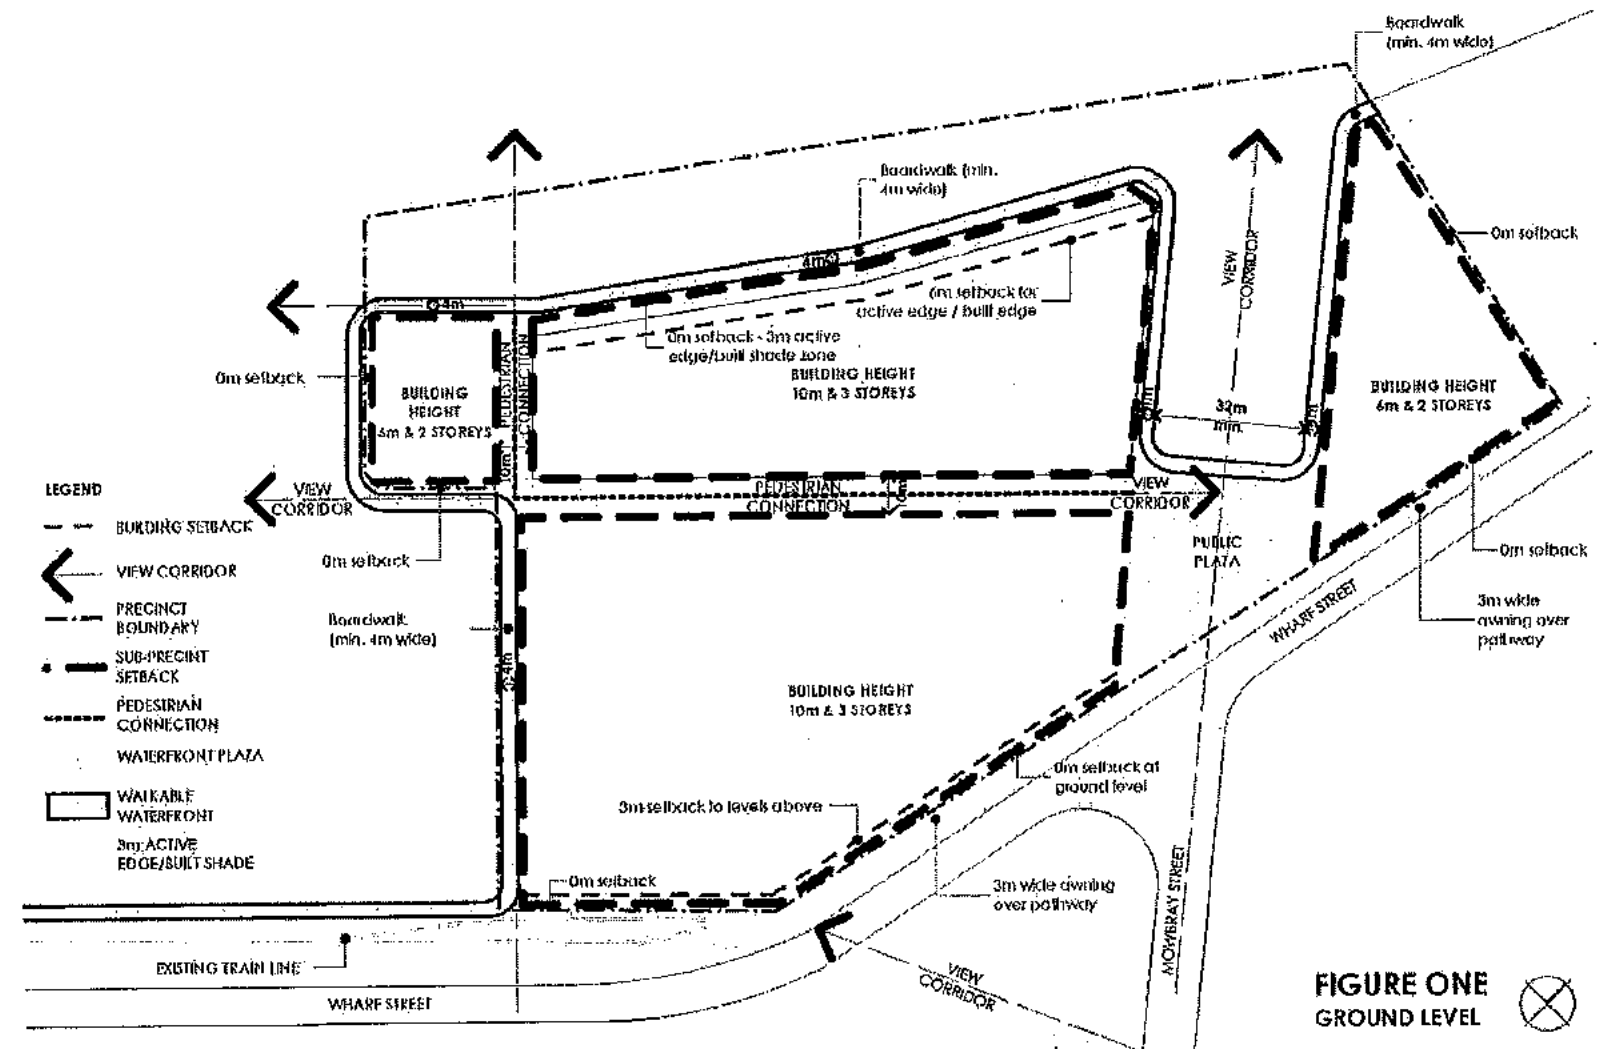 Boardwalk
(min. 4m wide)
Boardwalk (min.
4m wide)
0m setback
VIEW
CORRIDOR
4m
4m
6m setback for
active edge / built edge
0m setback - 3m active
edge/built shade zone
BUILDING HEIGHT
10m & 3 STOREYS
PEDESTRIAN
CONNECTION
0m setback
BUILDING
HEIGHT
6m & 2 STOREYS
BUILDING HEIGHT
6m & 2 STOREYS
32m
min.
LEGEND
BUILDING SETBACK
VIEW CORRIDOR
PRECINCT
BOUNDARY
SUB-PRECINT
SETBACK
PEDESTRIAN
CONNECTION
WATERFRONT PLAZA
WALKABLE
WATERFRONT
3m ACTIVE
EDGE/BUILT SHADE
VIEW
CORRIDOR
PEDESTRIAN
CONNECTION
VIEW
CORRIDOR
0m setback
PUBLIC
PLAZA
0m setback
WHARF STREET
3m wide
awning over
pathway
Boardwalk
(min. 4m wide)
4m
BUILDING HEIGHT
10m & 3 STOREYS
0m setback at
ground level
3m setback to levels above
0m setback
3m wide awning
over pathway
MOWBRAY STREET
EXISTING TRAIN LINE
WHARF STREET
VIEW
CORRIDOR
FIGURE ONE
GROUND LEVEL